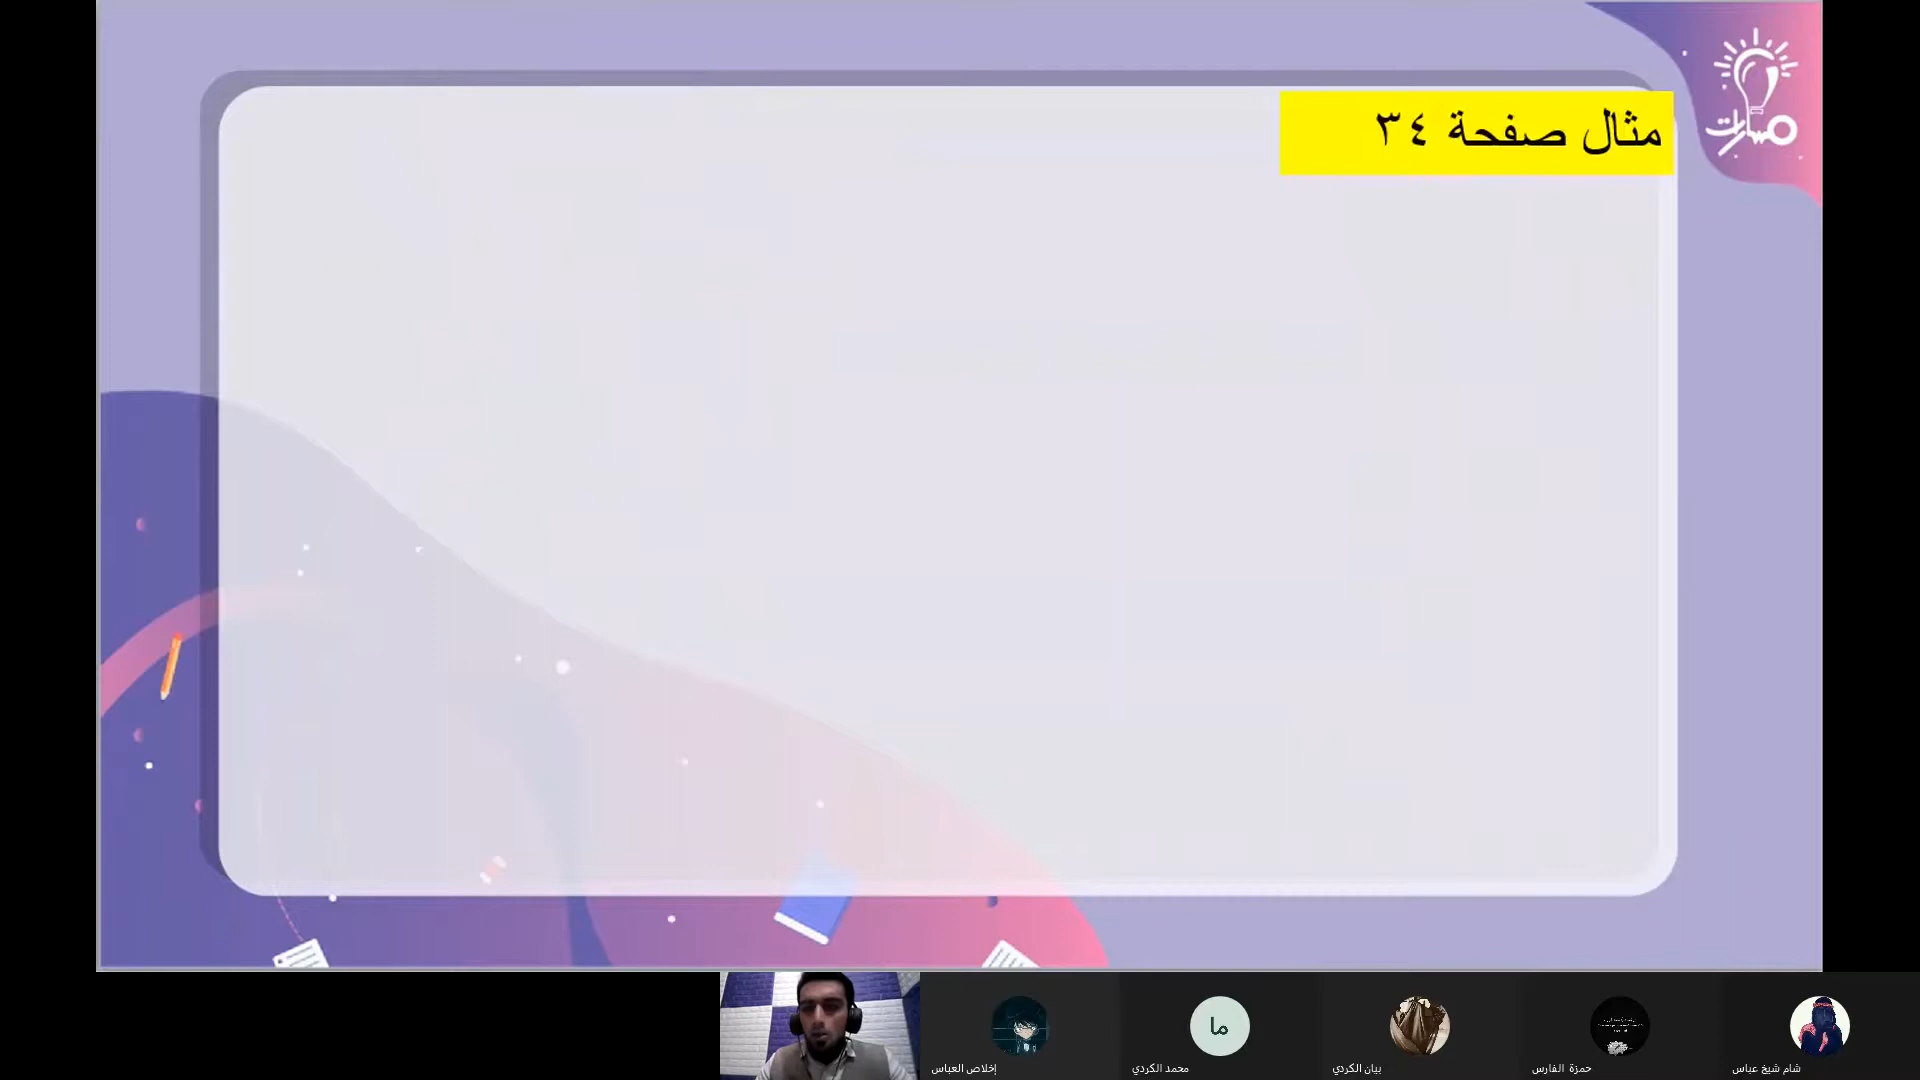 مثال صفحة ٣٤
مسارات
إخلاص العباس
ما
محمد الكردي
بيان الكردي
حمزة الفارس
شام شيخ عباس